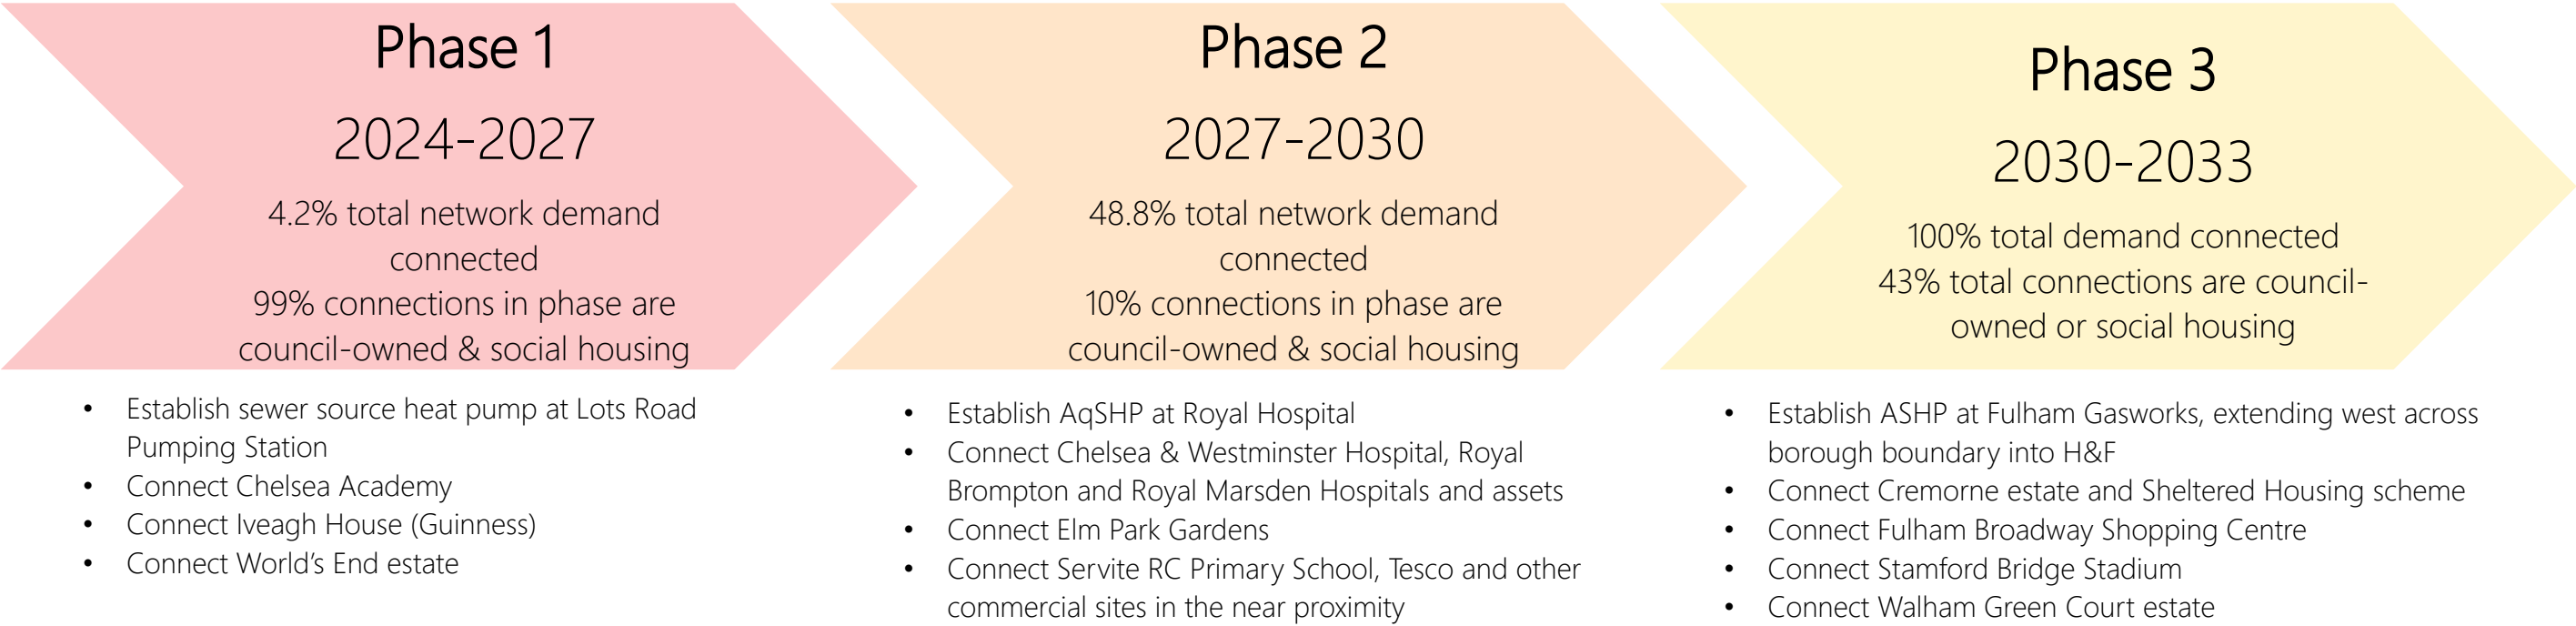 Phase 1
2024-2027
4.2% total network demand
connected
99% connections in phase are
council-owned & social housing
• Establish sewer source heat pump at Lots Road
Pumping Station
• Connect Chelsea Academy
• Connect Iveagh House (Guinness)
• Connect World’s End estate
Phase 2
2027-2030
48.8% total network demand
connected
10% connections in phase are
council-owned & social housing
• Establish AqSHP at Royal Hospital
• Connect Chelsea & Westminster Hospital, Royal
Brompton and Royal Marsden Hospitals and assets
• Connect Elm Park Gardens
• Connect Servite RC Primary School, Tesco and other
commercial sites in the near proximity
Phase 3
2030-2033
100% total demand connected
43% total connections are council-
owned or social housing
• Establish ASHP at Fulham Gasworks, extending west across
borough boundary into H&F
• Connect Cremorne estate and Sheltered Housing scheme
• Connect Fulham Broadway Shopping Centre
• Connect Stamford Bridge Stadium
• Connect Walham Green Court estate